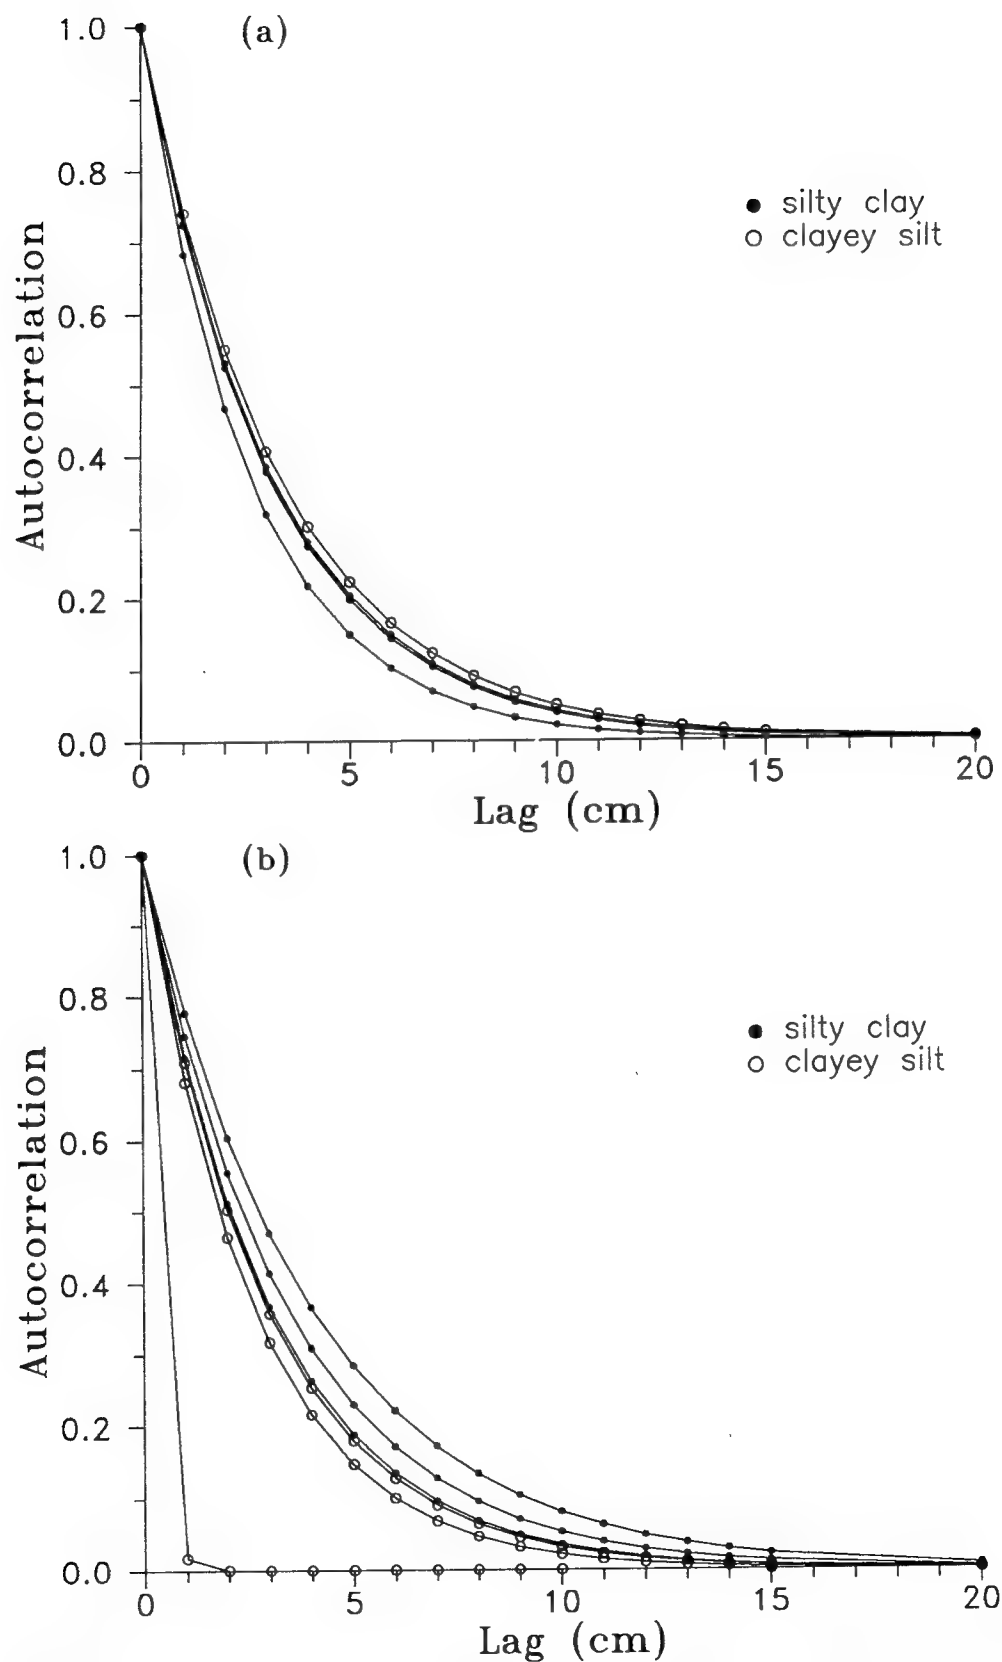 (a)
1.0
0.8
0.6
0.4
0.2
0.0
Autocorrelation
● silty clay
○ clayey silt
0 5 10 15 20
Lag (cm)
(b)
1.0
0.8
0.6
0.4
0.2
0.0
Autocorrelation
● silty clay
○ clayey silt
0 5 10 15 20
Lag (cm)